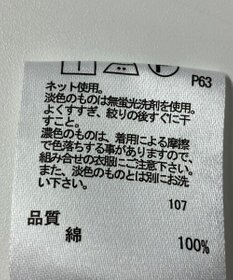 P63
ネット使用。
淡色のものは無蛍光洗剤を使用。
よくすすぎ、絞りの後すぐに干
すこと。
濃色のものは、着用による摩擦
で色落ちする事がありますので、
組み合せの衣服にご注意下さい。
また、淡色のものとは別にお洗
い下さい。
107
品質
綿 100%